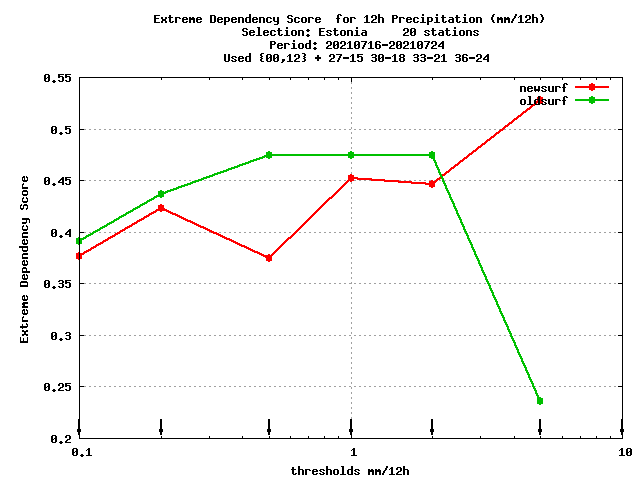 Extreme Dependency Score  for 12h Precipitation (mm/12h)
Selection: Estonia     20 stations
Period: 20210716-20210724
Used {00,12} + 27-15 30-18 33-21 36-24
newsurf
oldsurf
0.55
0.5
0.45
0.4
0.35
0.3
0.25
0.2
Extreme Dependency Score
0.1
1
10
thresholds mm/12h